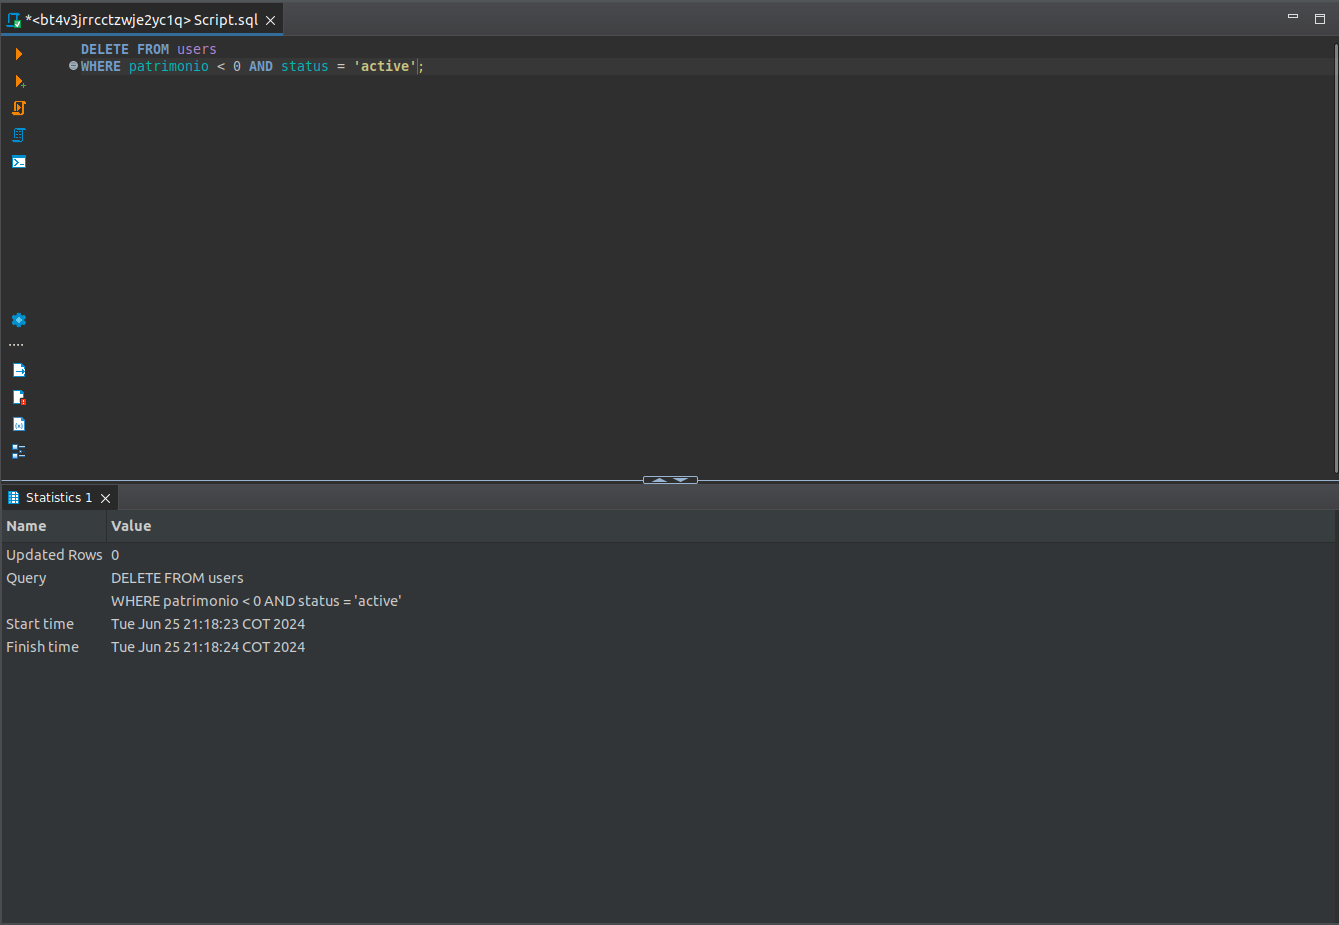 *<bt4v3jrrcctzwje2yc1q> Script.sql
DELETE FROM users
WHERE patrimonio < 0 AND status = 'active';
Statistics 1
Name Value
Updated Rows 0
Query DELETE FROM users
WHERE patrimonio < 0 AND status = 'active'
Start time Tue Jun 25 21:18:23 COT 2024
Finish time Tue Jun 25 21:18:24 COT 2024